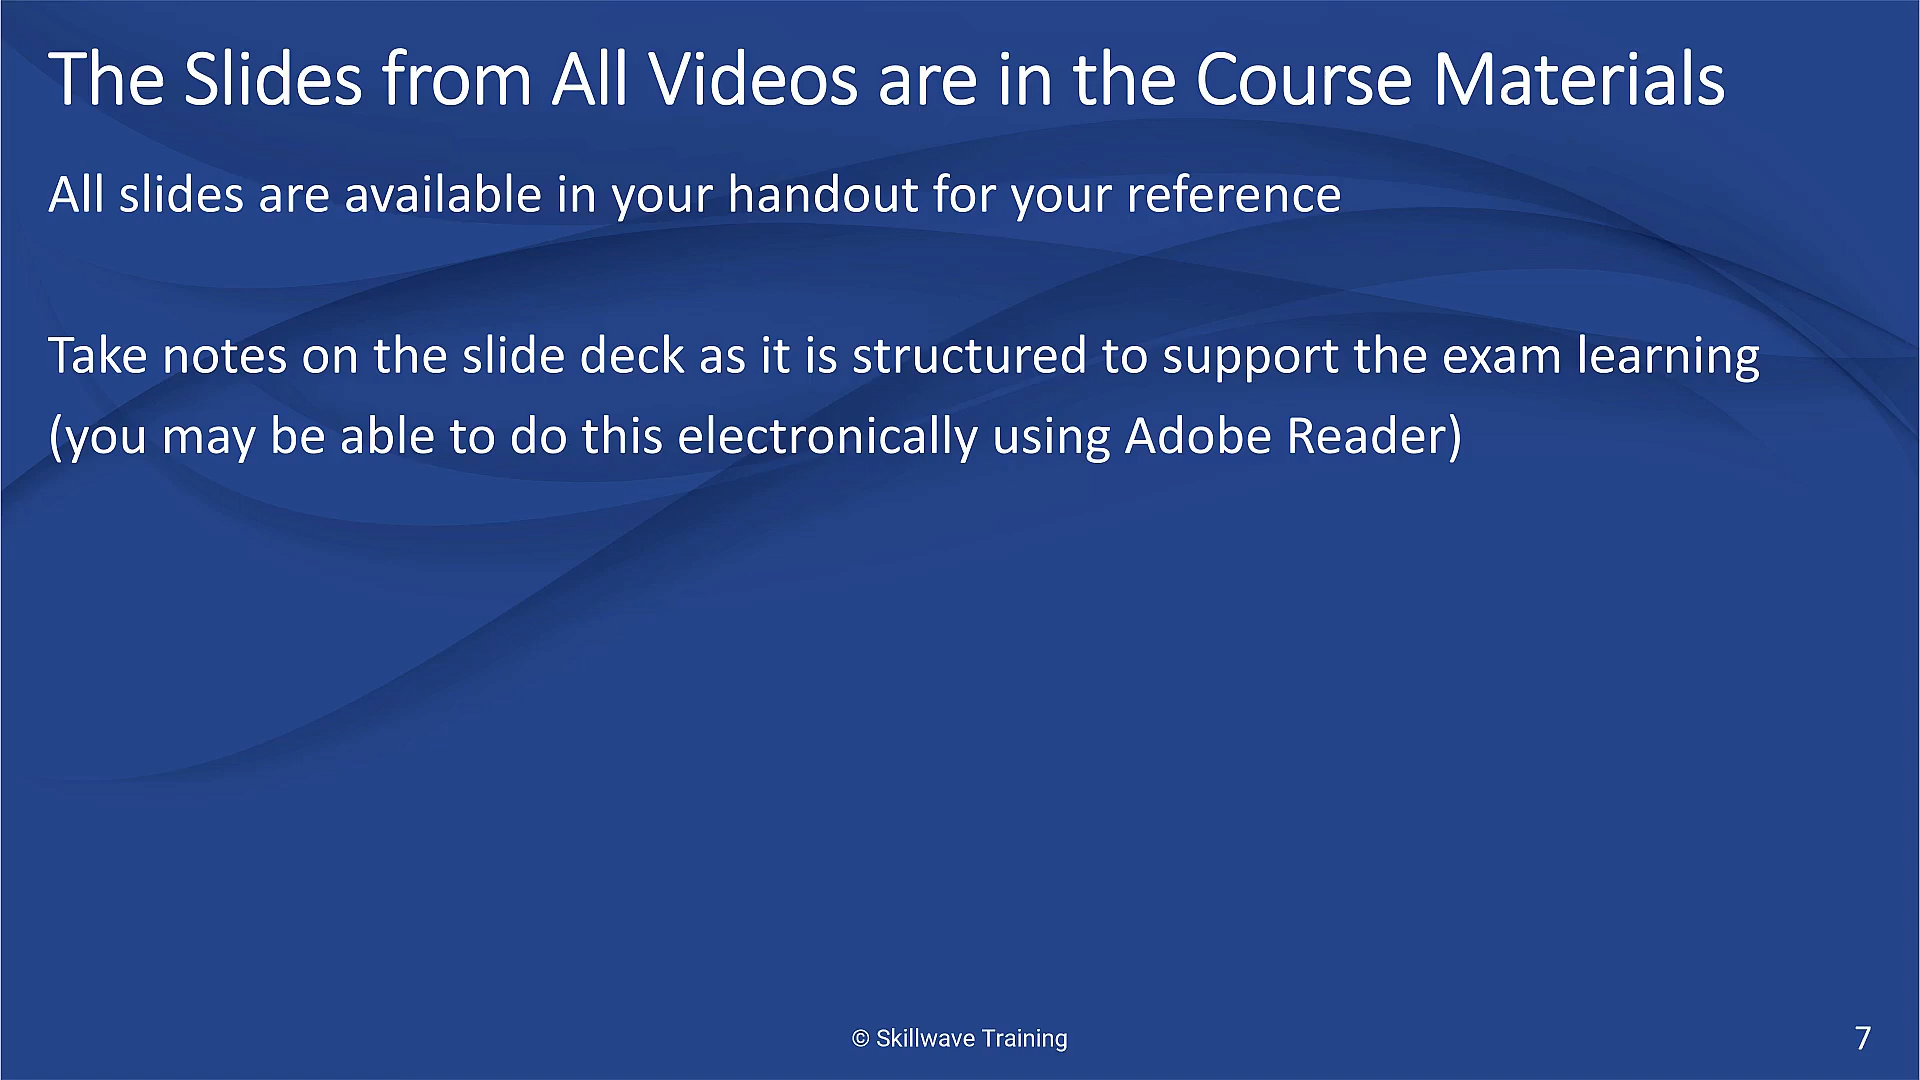 The Slides from All Videos are in the Course Materials
All slides are available in your handout for your reference
Take notes on the slide deck as it is structured to support the exam learning
(you may be able to do this electronically using Adobe Reader)
© Skillwave Training
7